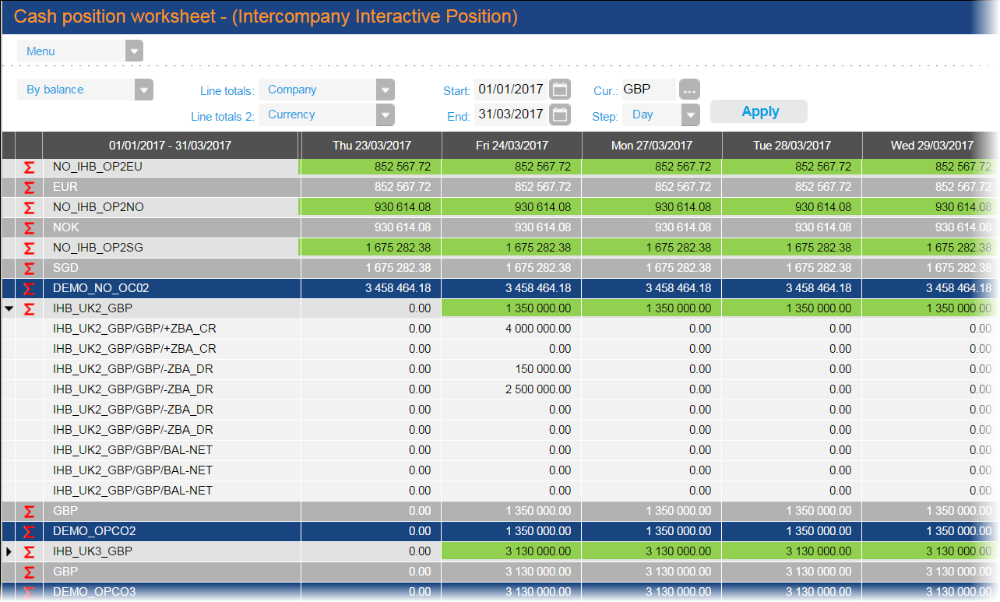 Cash position worksheet - (Intercompany Interactive Position)
Menu
By balance Line totals: Company Start: 01/01/2017 Cur.: GBP ...
Line totals 2: Currency End: 31/03/2017 Step: Day Apply
01/01/2017 - 31/03/2017 Thu 23/03/2017 Fri 24/03/2017 Mon 27/03/2017 Tue 28/03/2017 Wed 29/03/2017
Σ NO_IHB_OP2EU 852 567.72 852 567.72 852 567.72 852 567.72 852 567.72
Σ EUR 852 567.72 852 567.72 852 567.72 852 567.72 852 567.72
Σ NO_IHB_OP2NO 930 614.08 930 614.08 930 614.08 930 614.08 930 614.08
Σ NOK 930 614.08 930 614.08 930 614.08 930 614.08 930 614.08
Σ NO_IHB_OP2SG 1 675 282.38 1 675 282.38 1 675 282.38 1 675 282.38 1 675 282.38
Σ SGD 1 675 282.38 1 675 282.38 1 675 282.38 1 675 282.38 1 675 282.38
Σ DEMO_NO_OC02 3 458 464.18 3 458 464.18 3 458 464.18 3 458 464.18 3 458 464.18
Σ IHB_UK2_GBP 0.00 1 350 000.00 1 350 000.00 1 350 000.00 1 350 000.00
IHB_UK2_GBP/GBP/+ZBA_CR 0.00 4 000 000.00 0.00 0.00 0.00
IHB_UK2_GBP/GBP/+ZBA_CR 0.00 0.00 0.00 0.00 0.00
IHB_UK2_GBP/GBP/-ZBA_DR 0.00 150 000.00 0.00 0.00 0.00
IHB_UK2_GBP/GBP/-ZBA_DR 0.00 2 500 000.00 0.00 0.00 0.00
IHB_UK2_GBP/GBP/-ZBA_DR 0.00 0.00 0.00 0.00 0.00
IHB_UK2_GBP/GBP/-ZBA_DR 0.00 0.00 0.00 0.00 0.00
IHB_UK2_GBP/GBP/BAL-NET 0.00 0.00 0.00 0.00 0.00
IHB_UK2_GBP/GBP/BAL-NET 0.00 0.00 0.00 0.00 0.00
IHB_UK2_GBP/GBP/BAL-NET 0.00 0.00 0.00 0.00 0.00
Σ GBP 0.00 1 350 000.00 1 350 000.00 1 350 000.00 1 350 000.00
Σ DEMO_OPCO2 0.00 1 350 000.00 1 350 000.00 1 350 000.00 1 350 000.00
Σ IHB_UK3_GBP 0.00 3 130 000.00 3 130 000.00 3 130 000.00 3 130 000.00
Σ GBP 0.00 3 130 000.00 3 130 000.00 3 130 000.00 3 130 000.00
Σ DEMO_OPCO3 0.00 3 130 000.00 3 130 000.00 3 130 000.00 3 130 000.00